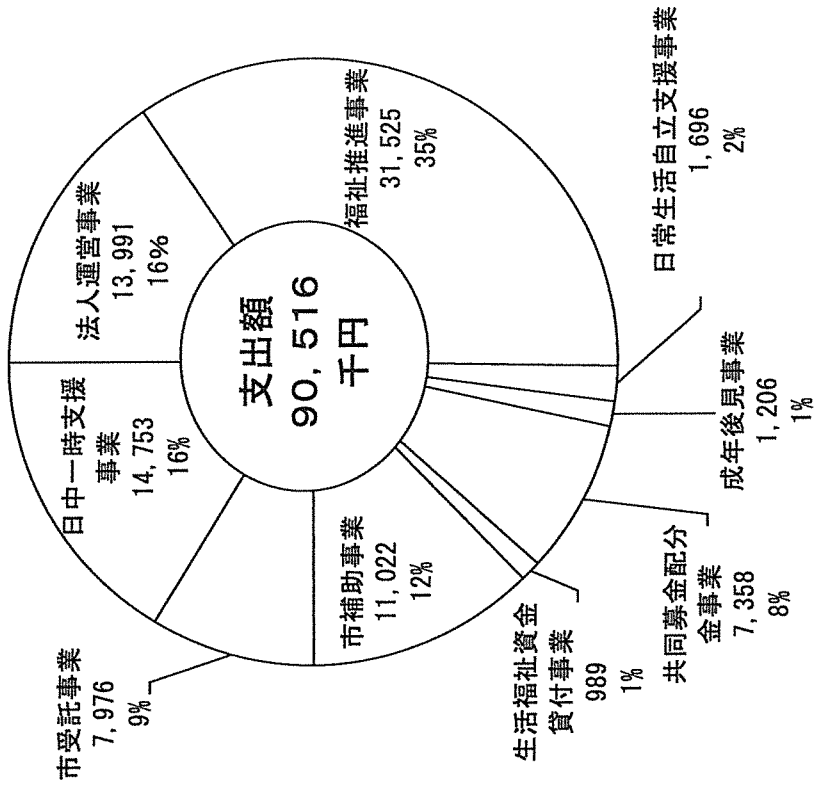 支出額
90,516
千円
法人運営事業
13,991
16%
福祉推進事業
31,525
35%
日常生活自立支援事業
1,696
2%
成年後見事業
1,206
1%
共同募金配分
金事業
7,358
8%
生活福祉資金
貸付事業
989
1%
市補助事業
11,022
12%
市受託事業
7,976
9%
日中一時支援
事業
14,753
16%